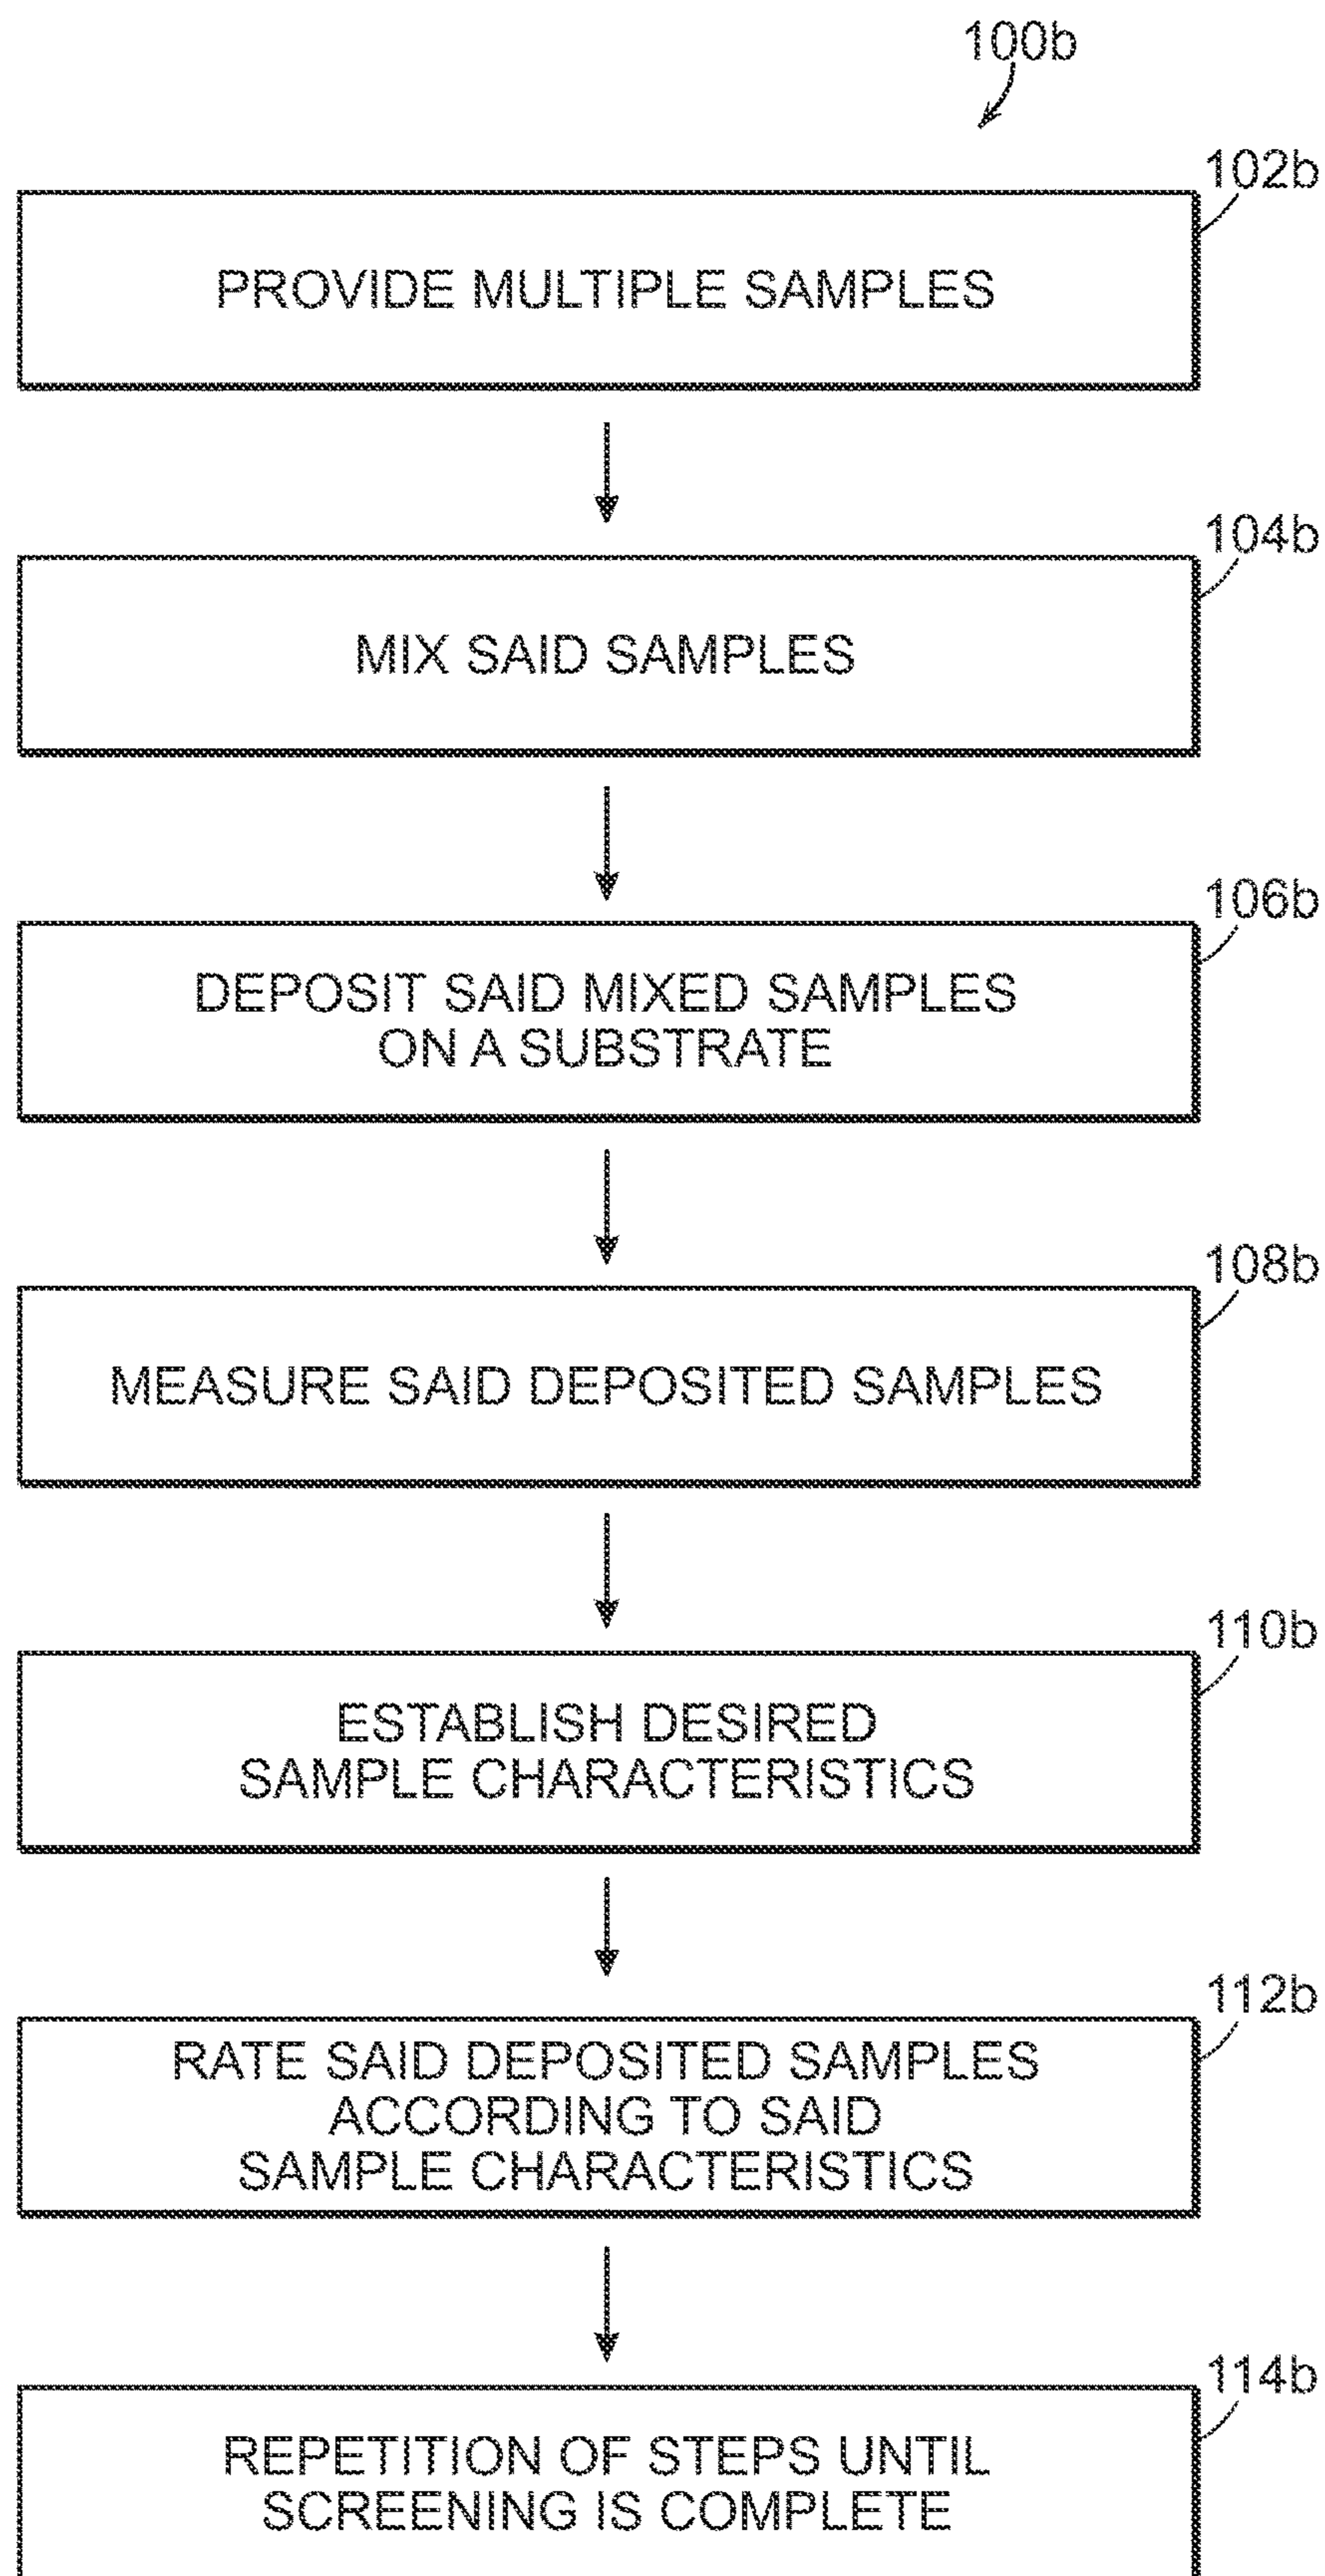 100b
102b
PROVIDE MULTIPLE SAMPLES
104b
MIX SAID SAMPLES
106b
DEPOSIT SAID MIXED SAMPLES
ON A SUBSTRATE
108b
MEASURE SAID DEPOSITED SAMPLES
110b
ESTABLISH DESIRED
SAMPLE CHARACTERISTICS
112b
RATE SAID DEPOSITED SAMPLES
ACCORDING TO SAID
SAMPLE CHARACTERISTICS
114b
REPETITION OF STEPS UNTIL
SCREENING IS COMPLETE